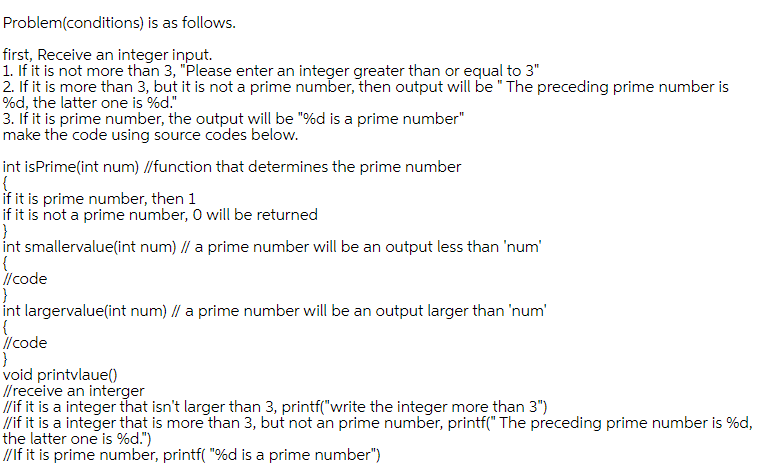 Problem(conditions) is as follows.
first, Receive an integer input.
1. If it is not more than 3, "Please enter an integer greater than or equal to 3"
2. If it is more than 3, but it is not a prime number, then output will be " The preceding prime number is
%d, the latter one is %d."
3. If it is prime number, the output will be "%d is a prime number"
make the code using source codes below.
int isPrime(int num) //function that determines the prime number
{
if it is prime number, then 1
if it is not a prime number, 0 will be returned
}
int smallervalue(int num) // a prime number will be an output less than 'num'
{
//code
}
int largervalue(int num) // a prime number will be an output larger than 'num'
{
//code
}
void printvlaue()
//receive an interger
//if it is a integer that isn't larger than 3, printf("write the integer more than 3")
//if it is a integer that is more than 3, but not an prime number, printf(" The preceding prime number is %d,
the latter one is %d.")
//If it is prime number, printf( "%d is a prime number")